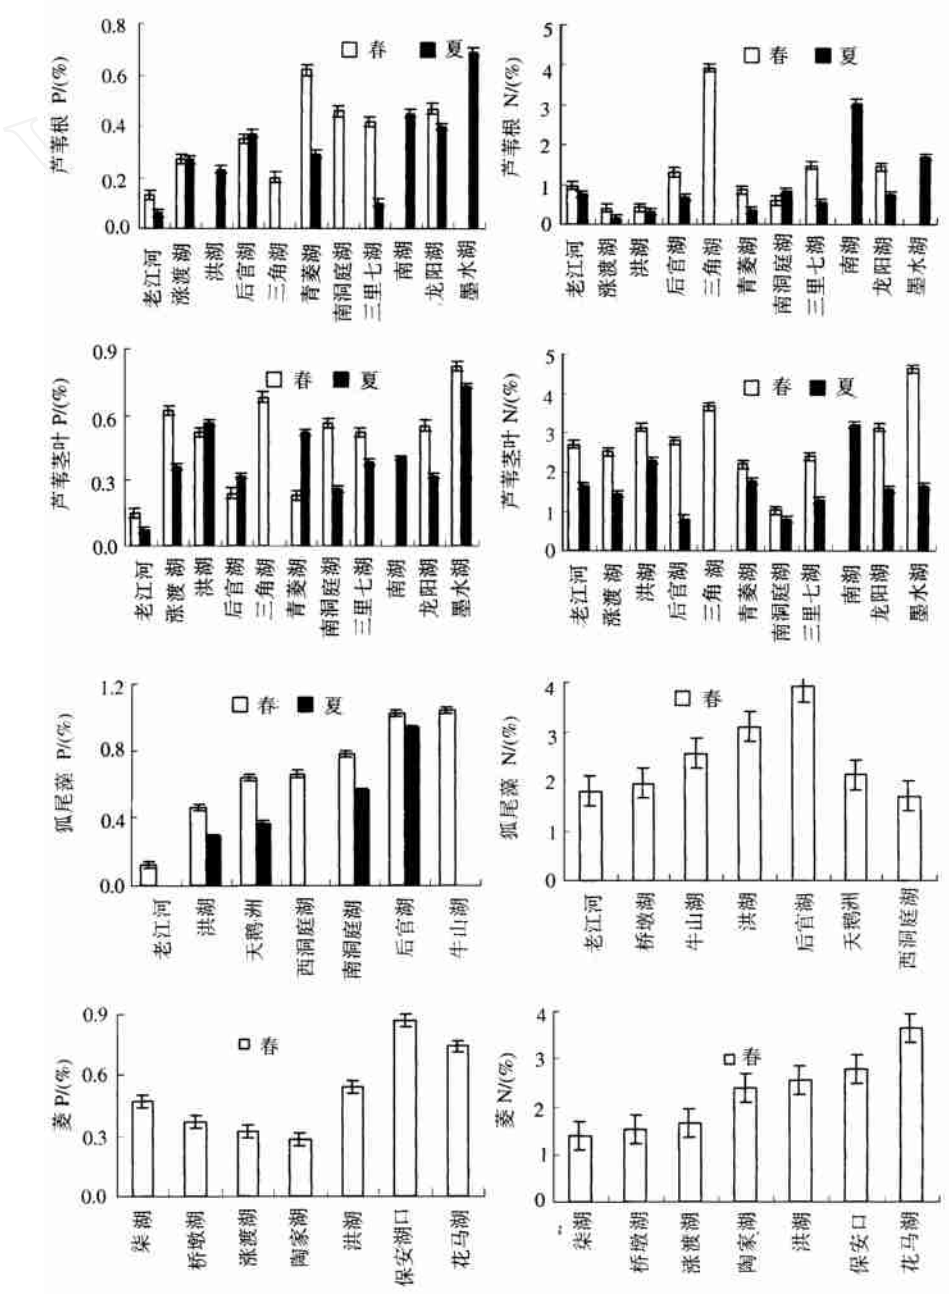 芦苇根 P/(%)
0.8
0.6
0.4
0.2
0.0
春 夏
老江河 涨渡湖 洪湖 后官湖 三角湖 青菱湖 南洞庭湖 三里七湖 南湖 龙阳湖 墨水湖
芦苇根 N/(%)
5
4
3
2
1
0
春 夏
老江河 涨渡湖 洪湖 后官湖 三角湖 青菱湖 南洞庭湖 三里七湖 南湖 龙阳湖 墨水湖
芦苇茎叶 P/(%)
0.9
0.6
0.3
0.0
春 夏
老江河 涨渡湖 洪湖 后官湖 三角湖 青菱湖 南洞庭湖 三里七湖 南湖 龙阳湖 墨水湖
芦苇茎叶 N/(%)
5
4
3
2
1
0
春 夏
老江河 涨渡湖 洪湖 后官湖 三角湖 青菱湖 南洞庭湖 三里七湖 南湖 龙阳湖 墨水湖
狐尾藻 P/(%)
1.2
0.8
0.4
0.0
春 夏
老江河 洪湖 天鹅洲 西洞庭湖 南洞庭湖 后官湖 牛山湖
狐尾藻 N/(%)
4
3
2
1
0
春
老江河 桥墩湖 牛山湖 洪湖 后官湖 天鹅洲 西洞庭湖
菱 P/(%)
0.9
0.6
0.3
0.0
春
柒湖 桥墩湖 涨渡湖 陶家湖 洪湖 保安湖口 花马湖
菱 N/(%)
4
3
2
1
0
春
柒湖 桥墩湖 涨渡湖 陶家湖 洪湖 保安口 花马湖